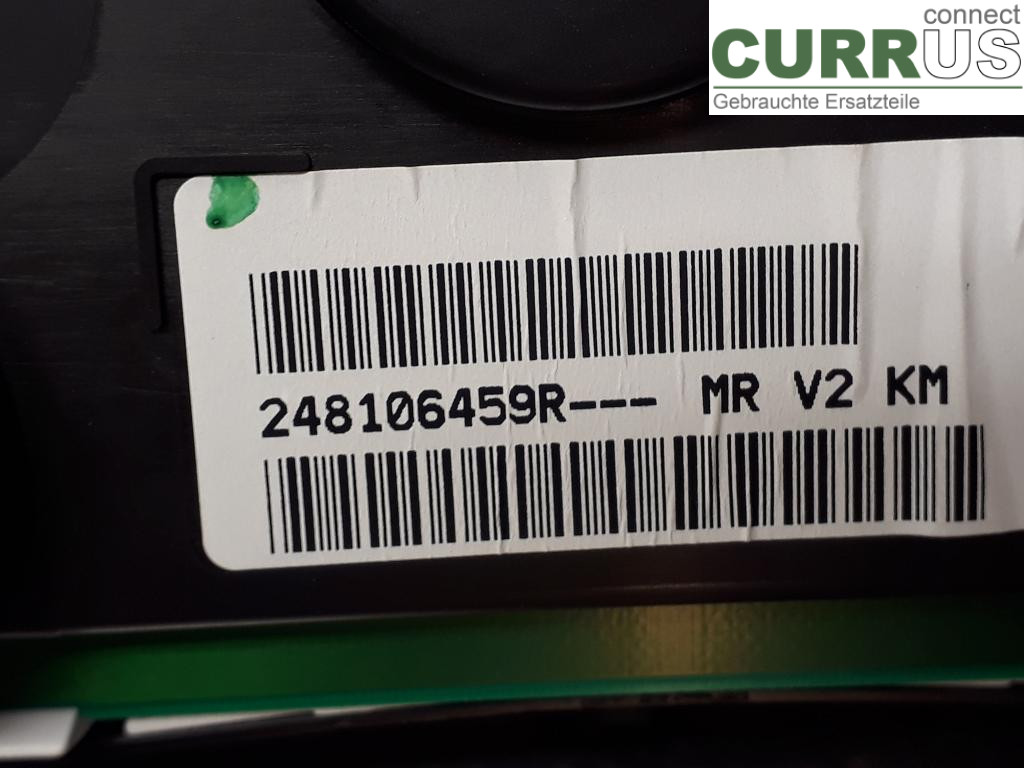 connect
CURRUS
Gebrauchte Ersatzteile
248106459R--- MR V2 KM